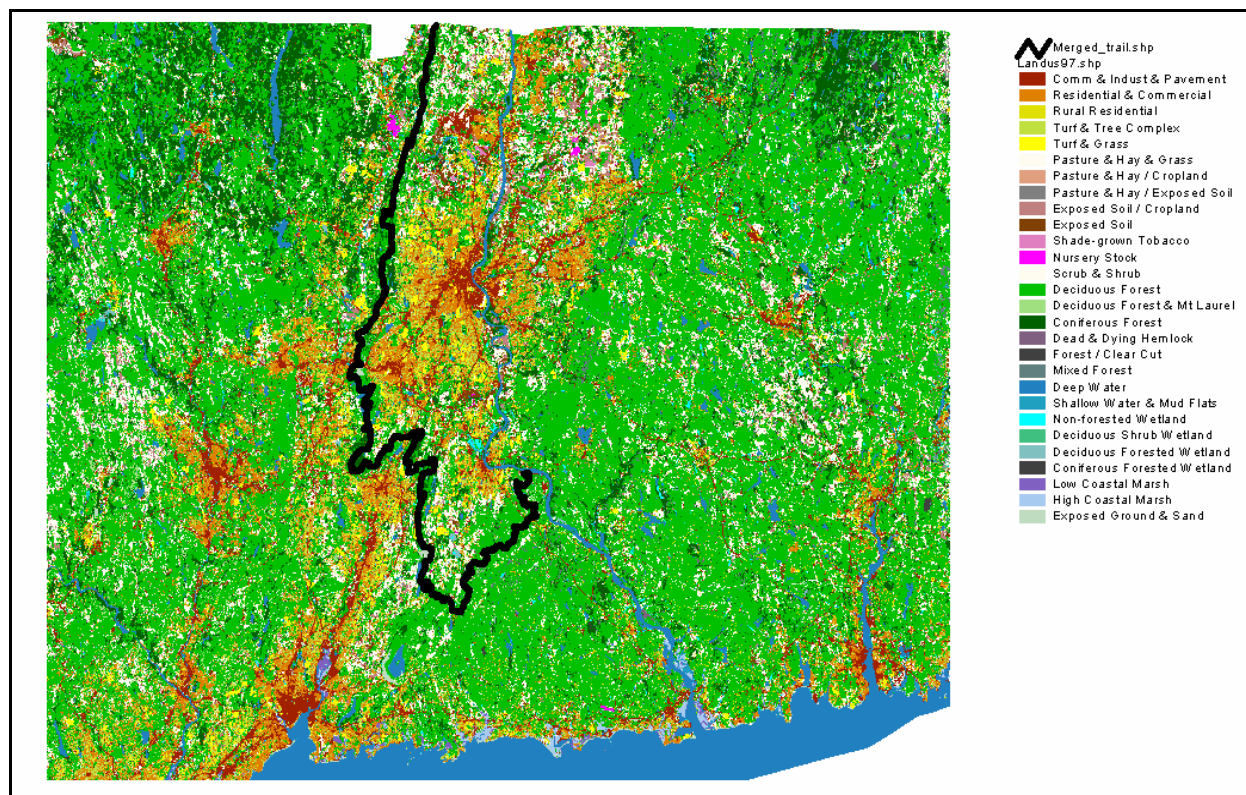 Merged_trail.shp
Landus97.shp
Comm & Indust & Pavement
Residential & Commercial
Rural Residential
Turf & Tree Complex
Turf & Grass
Pasture & Hay & Grass
Pasture & Hay / Cropland
Pasture & Hay / Exposed Soil
Exposed Soil / Cropland
Exposed Soil
Shade-grown Tobacco
Nursery Stock
Scrub & Shrub
Deciduous Forest
Deciduous Forest & Mt Laurel
Coniferous Forest
Dead & Dying Hemlock
Forest / Clear Cut
Mixed Forest
Deep Water
Shallow Water & Mud Flats
Non-forested Wetland
Deciduous Shrub Wetland
Deciduous Forested Wetland
Coniferous Forested Wetland
Low Coastal Marsh
High Coastal Marsh
Exposed Ground & Sand